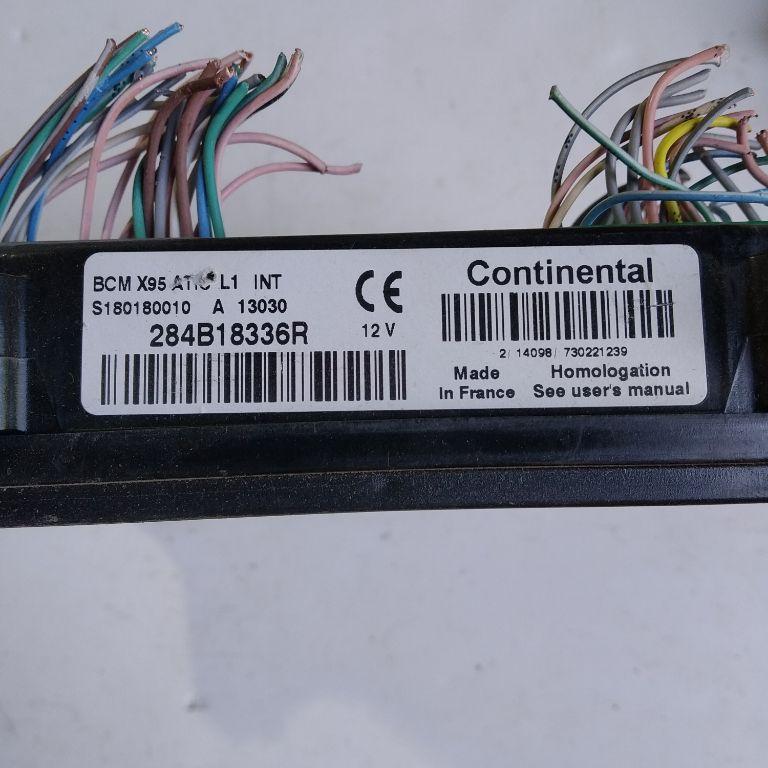 BCM X95 L1 INT
S180180010 A 13030
284B18336R
CE
12 V
Continental
2/ 14098/ 730221239
Made In France
Homologation See user's manual